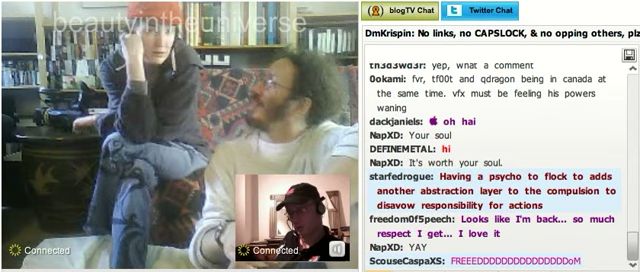 beautyintheuniverse
Connected
Connected
blogTV Chat
Twitter Chat
DmKrispin: No links, no CAPSLOCK, & no opping others, plz
th3d3wd3r: yep, what a comment
0okami: fvr, tf00t and qdragon being in canada at
the same time. vfx must be feeling his powers
waning
dackjaniels: oh hai
NapXD: Your soul
DEFINEMETAL: hi
NapXD: It's worth your soul.
starfedrogue: Having a psycho to flock to adds
another abstraction layer to the compulsion to
disavow responsibility for actions
freedom0f5peech: Looks like I'm back... so much
respect I get... I love it
NapXD: YAY
ScouseCaspaXS: FREEEDDDDDDDDDDDDDDoM